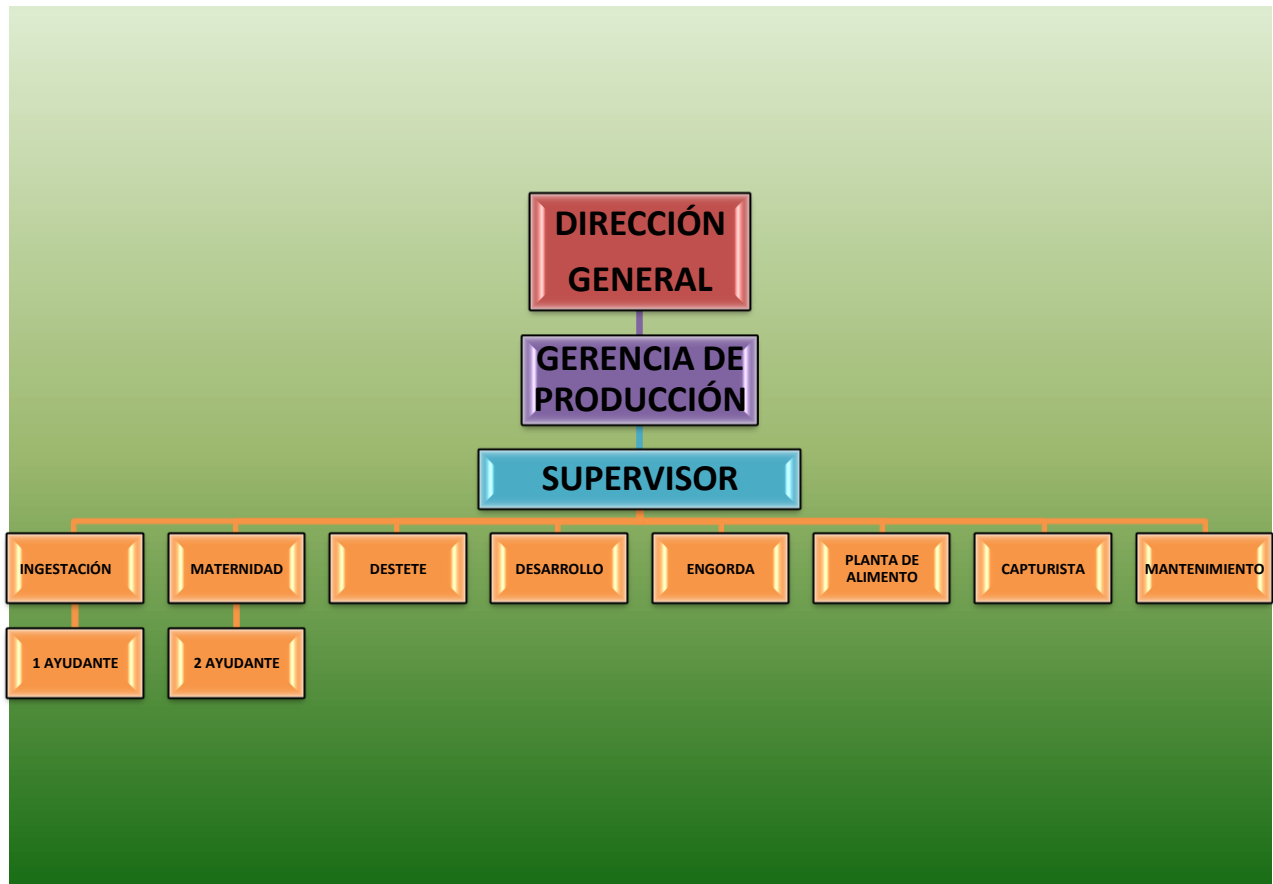 DIRECCIÓN
GENERAL
GERENCIA DE
PRODUCCIÓN
SUPERVISOR
INGESTACIÓN
MATERNIDAD
DESTETE
DESARROLLO
ENGORDA
PLANTA DE
ALIMENTO
CAPTURISTA
MANTENIMIENTO
1 AYUDANTE
2 AYUDANTE